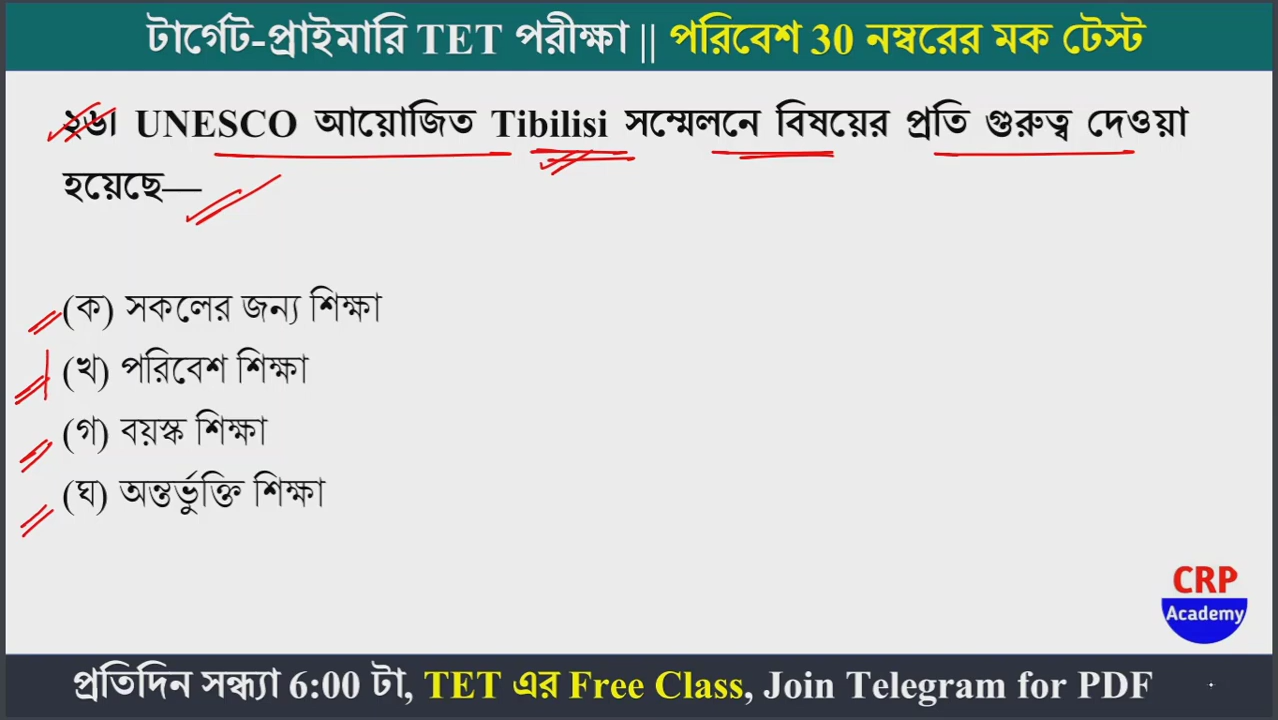 টার্গেট-প্রাইমারি TET পরীক্ষা || পরিবেশ 30 নম্বরের মক টেস্ট
২৬। UNESCO আয়োজিত Tibilisi সম্মেলনে বিষয়ের প্রতি গুরুত্ব দেওয়া
হয়েছে—
(ক) সকলের জন্য শিক্ষা
(খ) পরিবেশ শিক্ষা
(গ) বয়স্ক শিক্ষা
(ঘ) অন্তর্ভুক্তি শিক্ষা
CRP
Academy
প্রতিদিন সন্ধ্যা 6:00 টা, TET এর Free Class, Join Telegram for PDF